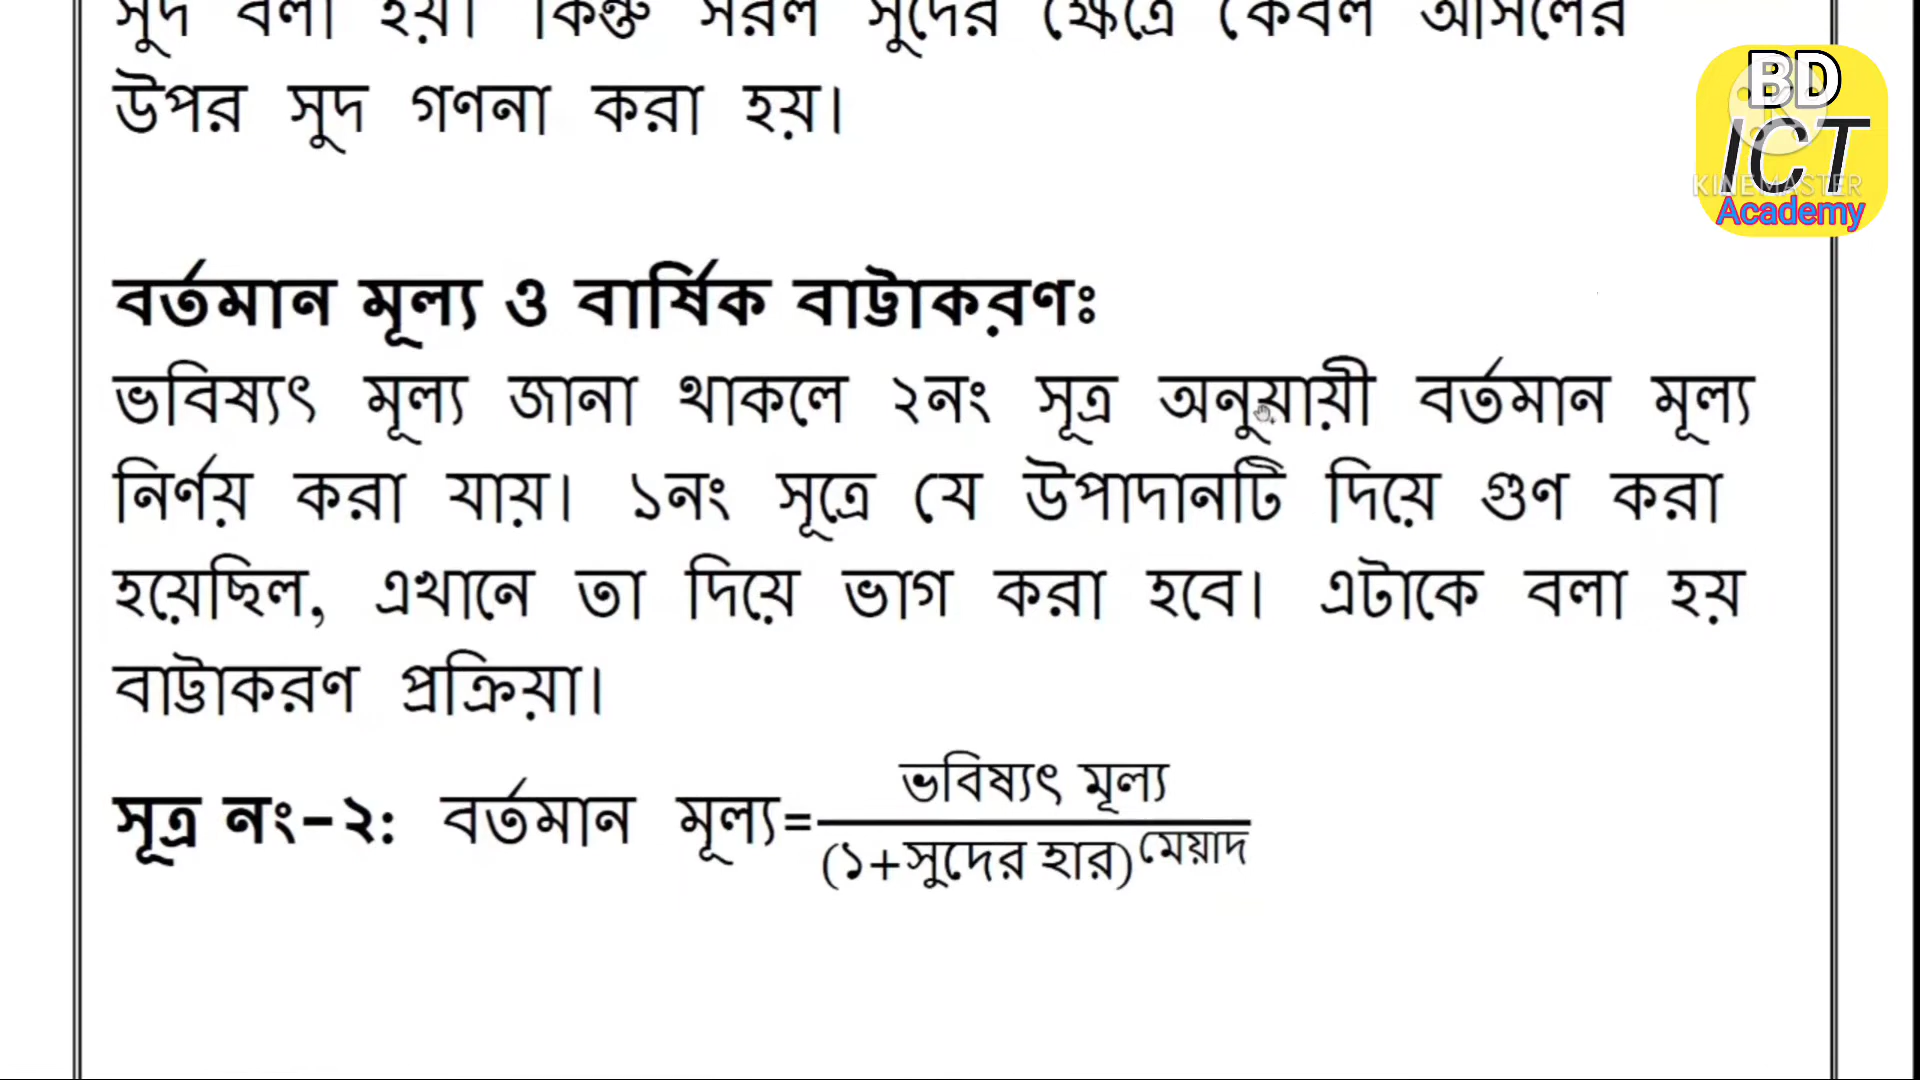 সুদ বলা হয়। কিন্তু সরল সুদের ক্ষেত্রে কেবল আসলের
উপর সুদ গণনা করা হয়।
BD
ICT
KINEMASTER
Academy
বর্তমান মূল্য ও বার্ষিক বাট্টাকরণঃ
ভবিষ্যৎ মূল্য জানা থাকলে ২নং সূত্র অনুযায়ী বর্তমান মূল্য
নির্ণয় করা যায়। ১নং সূত্রে যে উপাদানটি দিয়ে গুণ করা
হয়েছিল, এখানে তা দিয়ে ভাগ করা হবে। এটাকে বলা হয়
বাট্টাকরণ প্রক্রিয়া।
সূত্র নং-২: বর্তমান মূল্য= ভবিষ্যৎ মূল্য
(১+সুদের হার)^মেয়াদ